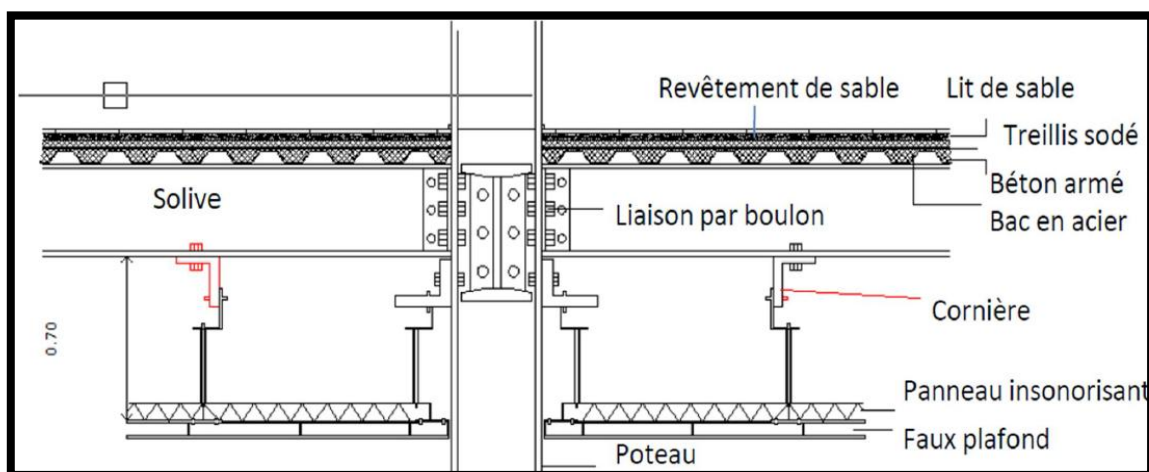 Revêtement de sable
Lit de sable
Treillis sodé
Béton armé
Bac en acier
Solive
Liaison par boulon
Cornière
0.70
Panneau insonorisant
Faux plafond
Poteau